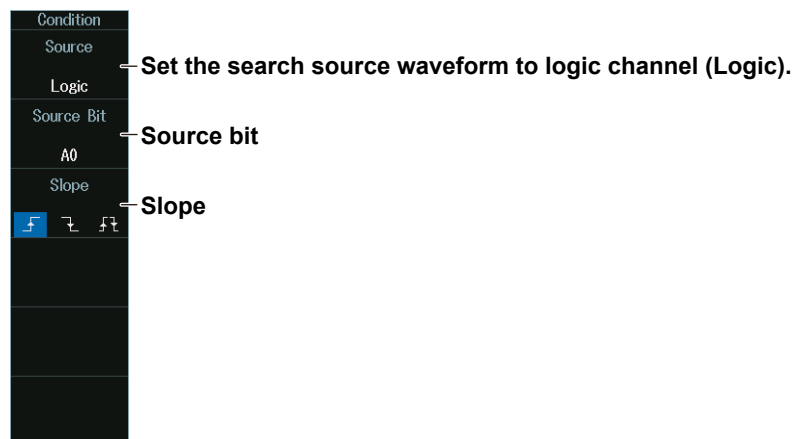 Condition
Source
Set the search source waveform to logic channel (Logic).
Logic
Source Bit
Source bit
A0
Slope
Slope